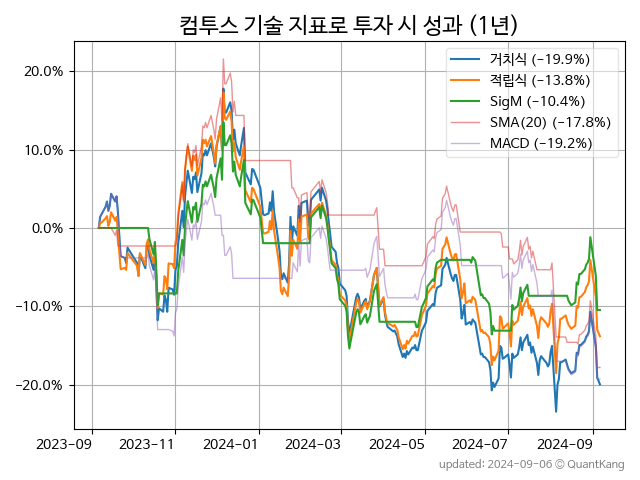 컴투스 기술 지표로 투자 시 성과 (1년)
거치식 (−19.9%)
적립식 (−13.8%)
SigM (−10.4%)
SMA(20) (−17.8%)
MACD (−19.2%)
20.0%
10.0%
0.0%
−10.0%
−20.0%
2023-09 2023-11 2024-01 2024-03 2024-05 2024-07 2024-09
updated: 2024-09-06 © QuantKang